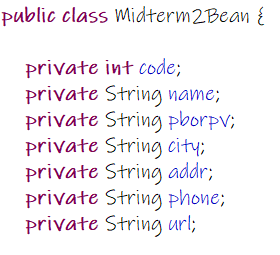 public class Midterm2Bean {
private int code;
private String name;
private String pborpv;
private String city;
private String addr;
private String phone;
private String url;